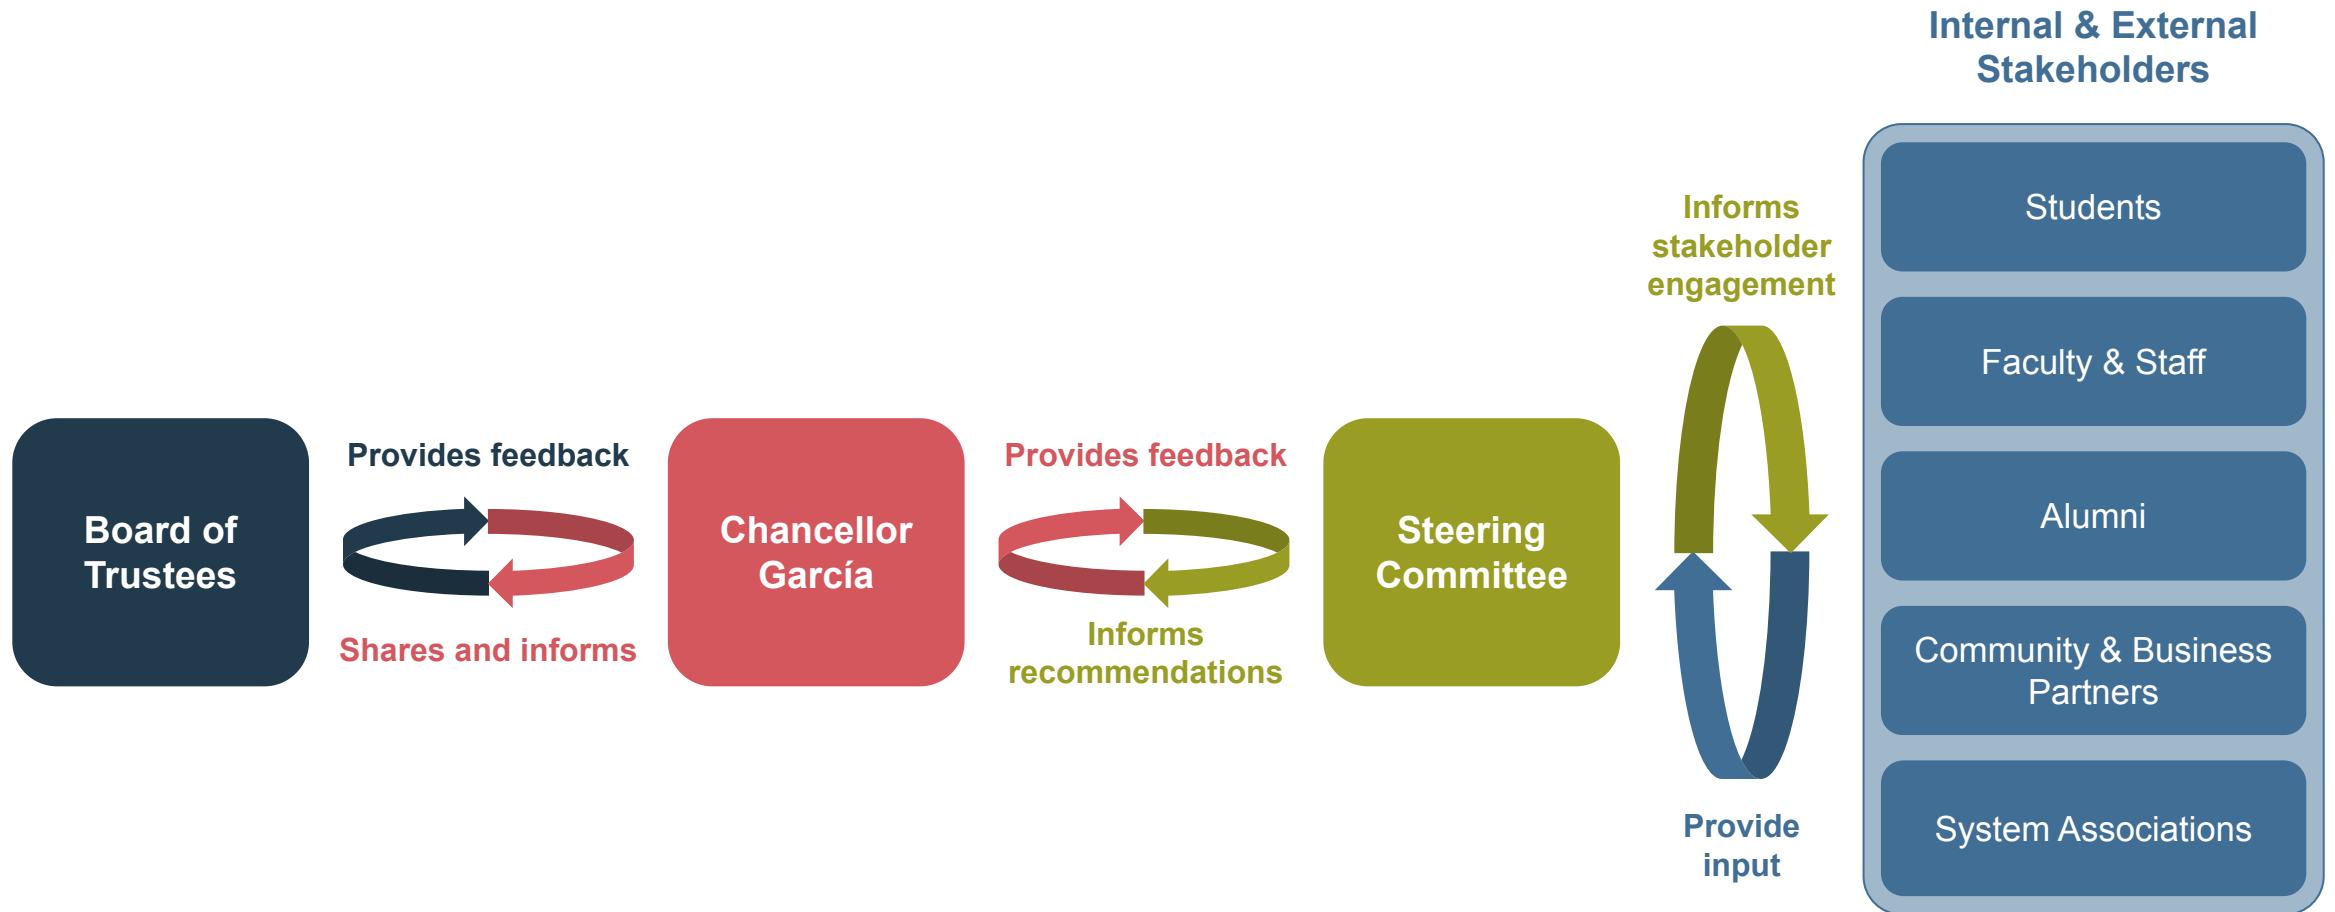 Internal & External
Stakeholders
Board of
Trustees
Provides feedback
Shares and informs
Chancellor
García
Provides feedback
Informs
recommendations
Steering
Committee
Informs
stakeholder
engagement
Provide
input
Students
Faculty & Staff
Alumni
Community & Business
Partners
System Associations